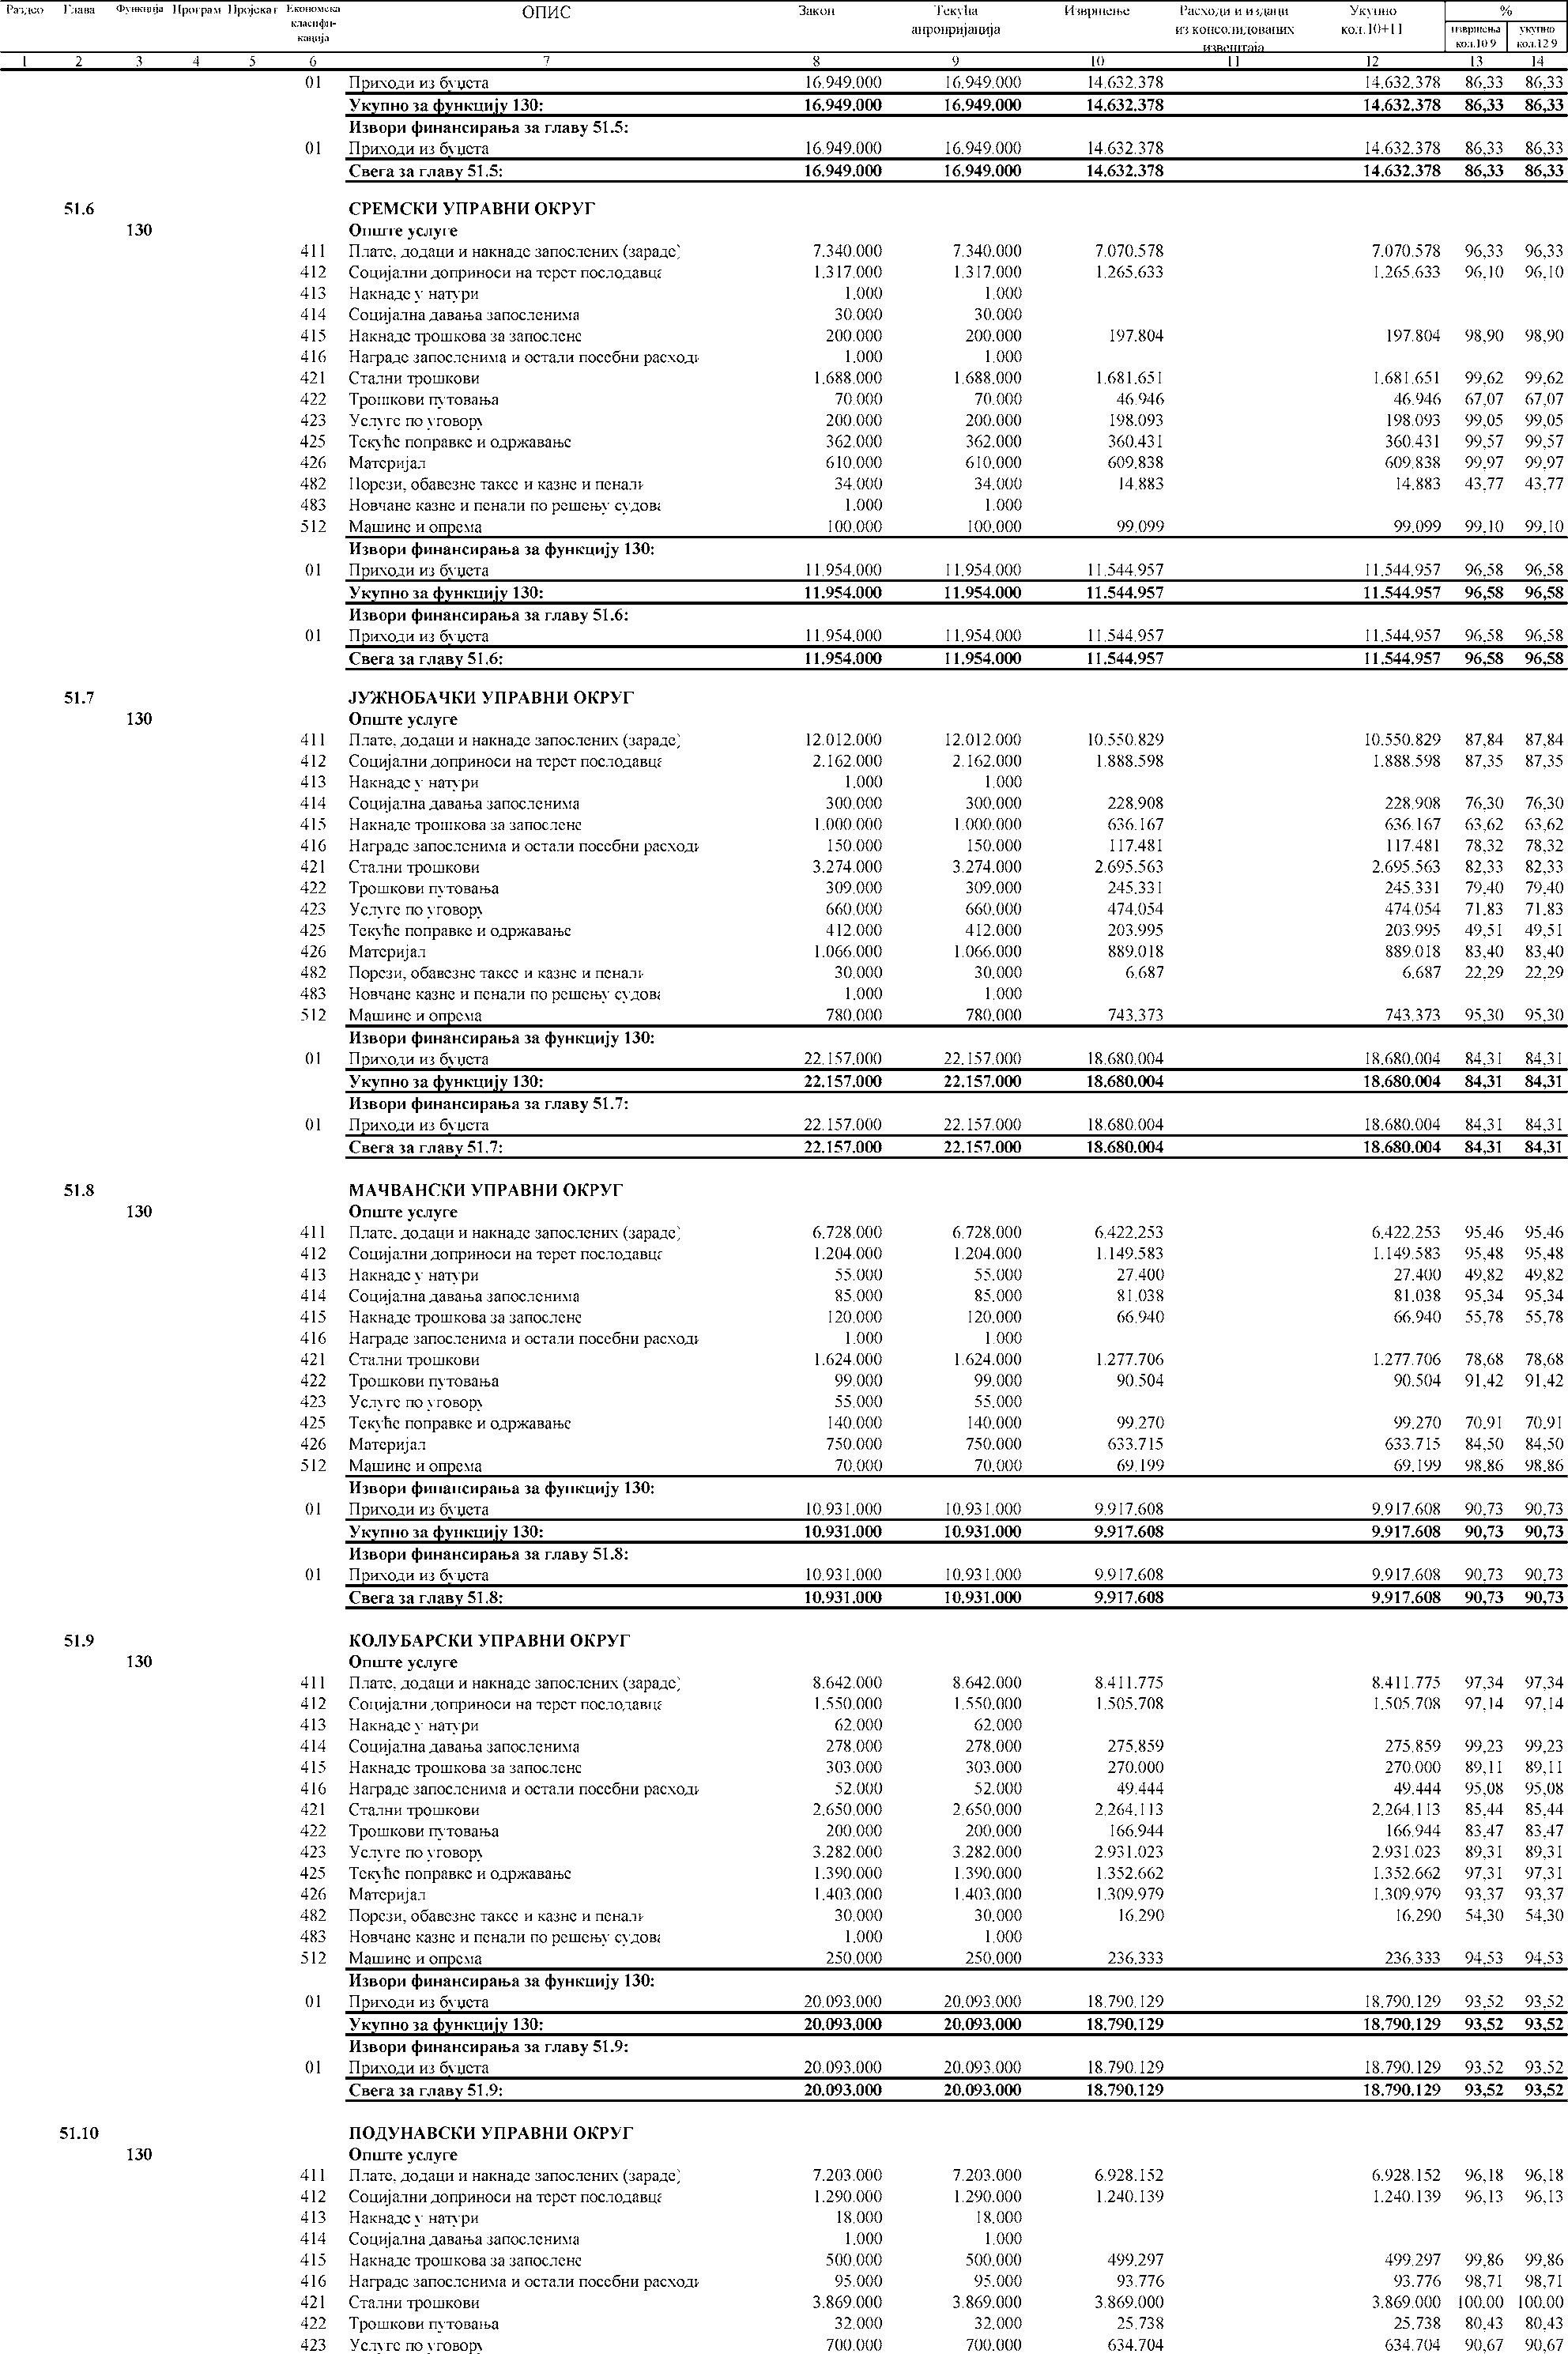 Раздео Глава Функција Програм Пројекат Економска класифи-кација ОПИС Закон Текућа апропријација Извршење Расходи и издаци из консолидованих извештаја Укупно кол.10+11 % извршења кол.10 9 укупно кол.12 9
1 2 3 4 5 6 7 8 9 10 11 12 13 14
01 Приходи из буџета 16.949.000 16.949.000 14.632.378 14.632.378 86,33 86,33
Укупно за функцију 130: 16.949.000 16.949.000 14.632.378 14.632.378 86,33 86,33
Извори финансирања за главу 51.5:
01 Приходи из буџета 16.949.000 16.949.000 14.632.378 14.632.378 86,33 86,33
Свега за главу 51.5: 16.949.000 16.949.000 14.632.378 14.632.378 86,33 86,33
51.6 СРЕМСКИ УПРАВНИ ОКРУГ
130 Опште услуге
411 Плате, додаци и накнаде запослених (зараде) 7.340.000 7.340.000 7.070.578 7.070.578 96,33 96,33
412 Социјални доприноси на терет послодавца 1.317.000 1.317.000 1.265.633 1.265.633 96,10 96,10
413 Накнаде у натури 1.000 1.000
414 Социјална давања запосленима 30.000 30.000
415 Накнаде трошкова за запослене 200.000 200.000 197.804 197.804 98,90 98,90
416 Награде запосленима и остали посебни расходи 1.000 1.000
421 Стални трошкови 1.688.000 1.688.000 1.681.651 1.681.651 99,62 99,62
422 Трошкови путовања 70.000 70.000 46.946 46.946 67,07 67,07
423 Услуге по уговору 200.000 200.000 198.093 198.093 99,05 99,05
425 Текуће поправке и одржавање 362.000 362.000 360.431 360.431 99,57 99,57
426 Материјал 610.000 610.000 609.838 609.838 99,97 99,97
482 Порези, обавезне таксе и казне и пенали 34.000 34.000 14.883 14.883 43,77 43,77
483 Новчане казне и пенали по решењу судова 1.000 1.000
512 Машине и опрема 100.000 100.000 99.099 99.099 99,10 99,10
Извори финансирања за функцију 130:
01 Приходи из буџета 11.954.000 11.954.000 11.544.957 11.544.957 96,58 96,58
Укупно за функцију 130: 11.954.000 11.954.000 11.544.957 11.544.957 96,58 96,58
Извори финансирања за главу 51.6:
01 Приходи из буџета 11.954.000 11.954.000 11.544.957 11.544.957 96,58 96,58
Свега за главу 51.6: 11.954.000 11.954.000 11.544.957 11.544.957 96,58 96,58
51.7 ЈУЖНОБАЧКИ УПРАВНИ ОКРУГ
130 Опште услуге
411 Плате, додаци и накнаде запослених (зараде) 12.012.000 12.012.000 10.550.829 10.550.829 87,84 87,84
412 Социјални доприноси на терет послодавца 2.162.000 2.162.000 1.888.598 1.888.598 87,35 87,35
413 Накнаде у натури 1.000 1.000
414 Социјална давања запосленима 300.000 300.000 228.908 228.908 76,30 76,30
415 Накнаде трошкова за запослене 1.000.000 1.000.000 636.167 636.167 63,62 63,62
416 Награде запосленима и остали посебни расходи 150.000 150.000 117.481 117.481 78,32 78,32
421 Стални трошкови 3.274.000 3.274.000 2.695.563 2.695.563 82,33 82,33
422 Трошкови путовања 309.000 309.000 245.331 245.331 79,40 79,40
423 Услуге по уговору 660.000 660.000 474.054 474.054 71,83 71,83
425 Текуће поправке и одржавање 412.000 412.000 203.995 203.995 49,51 49,51
426 Материјал 1.066.000 1.066.000 889.018 889.018 83,40 83,40
482 Порези, обавезне таксе и казне и пенали 30.000 30.000 6.687 6.687 22,29 22,29
483 Новчане казне и пенали по решењу судова 1.000 1.000
512 Машине и опрема 780.000 780.000 743.373 743.373 95,30 95,30
Извори финансирања за функцију 130:
01 Приходи из буџета 22.157.000 22.157.000 18.680.004 18.680.004 84,31 84,31
Укупно за функцију 130: 22.157.000 22.157.000 18.680.004 18.680.004 84,31 84,31
Извори финансирања за главу 51.7:
01 Приходи из буџета 22.157.000 22.157.000 18.680.004 18.680.004 84,31 84,31
Свега за главу 51.7: 22.157.000 22.157.000 18.680.004 18.680.004 84,31 84,31
51.8 МАЧВАНСКИ УПРАВНИ ОКРУГ
130 Опште услуге
411 Плате, додаци и накнаде запослених (зараде) 6.728.000 6.728.000 6.422.253 6.422.253 95,46 95,46
412 Социјални доприноси на терет послодавца 1.204.000 1.204.000 1.149.583 1.149.583 95,48 95,48
413 Накнаде у натури 55.000 55.000 27.400 27.400 49,82 49,82
414 Социјална давања запосленима 85.000 85.000 81.038 81.038 95,34 95,34
415 Накнаде трошкова за запослене 120.000 120.000 66.940 66.940 55,78 55,78
416 Награде запосленима и остали посебни расходи 1.000 1.000
421 Стални трошкови 1.624.000 1.624.000 1.277.706 1.277.706 78,68 78,68
422 Трошкови путовања 99.000 99.000 90.504 90.504 91,42 91,42
423 Услуге по уговору 55.000 55.000
425 Текуће поправке и одржавање 140.000 140.000 99.270 99.270 70,91 70,91
426 Материјал 750.000 750.000 633.715 633.715 84,50 84,50
512 Машине и опрема 70.000 70.000 69.199 69.199 98,86 98,86
Извори финансирања за функцију 130:
01 Приходи из буџета 10.931.000 10.931.000 9.917.608 9.917.608 90,73 90,73
Укупно за функцију 130: 10.931.000 10.931.000 9.917.608 9.917.608 90,73 90,73
Извори финансирања за главу 51.8:
01 Приходи из буџета 10.931.000 10.931.000 9.917.608 9.917.608 90,73 90,73
Свега за главу 51.8: 10.931.000 10.931.000 9.917.608 9.917.608 90,73 90,73
51.9 КОЛУБАРСКИ УПРАВНИ ОКРУГ
130 Опште услуге
411 Плате, додаци и накнаде запослених (зараде) 8.642.000 8.642.000 8.411.775 8.411.775 97,34 97,34
412 Социјални доприноси на терет послодавца 1.550.000 1.550.000 1.505.708 1.505.708 97,14 97,14
413 Накнаде у натури 62.000 62.000
414 Социјална давања запосленима 278.000 278.000 275.859 275.859 99,23 99,23
415 Накнаде трошкова за запослене 303.000 303.000 270.000 270.000 89,11 89,11
416 Награде запосленима и остали посебни расходи 52.000 52.000 49.444 49.444 95,08 95,08
421 Стални трошкови 2.650.000 2.650.000 2.264.113 2.264.113 85,44 85,44
422 Трошкови путовања 200.000 200.000 166.944 166.944 83,47 83,47
423 Услуге по уговору 3.282.000 3.282.000 2.931.023 2.931.023 89,31 89,31
425 Текуће поправке и одржавање 1.390.000 1.390.000 1.352.662 1.352.662 97,31 97,31
426 Материјал 1.403.000 1.403.000 1.309.979 1.309.979 93,37 93,37
482 Порези, обавезне таксе и казне и пенали 30.000 30.000 16.290 16.290 54,30 54,30
483 Новчане казне и пенали по решењу судова 1.000 1.000
512 Машине и опрема 250.000 250.000 236.333 236.333 94,53 94,53
Извори финансирања за функцију 130:
01 Приходи из буџета 20.093.000 20.093.000 18.790.129 18.790.129 93,52 93,52
Укупно за функцију 130: 20.093.000 20.093.000 18.790.129 18.790.129 93,52 93,52
Извори финансирања за главу 51.9:
01 Приходи из буџета 20.093.000 20.093.000 18.790.129 18.790.129 93,52 93,52
Свега за главу 51.9: 20.093.000 20.093.000 18.790.129 18.790.129 93,52 93,52
51.10 ПОДУНАВСКИ УПРАВНИ ОКРУГ
130 Опште услуге
411 Плате, додаци и накнаде запослених (зараде) 7.203.000 7.203.000 6.928.152 6.928.152 96,18 96,18
412 Социјални доприноси на терет послодавца 1.290.000 1.290.000 1.240.139 1.240.139 96,13 96,13
413 Накнаде у натури 18.000 18.000
414 Социјална давања запосленима 1.000 1.000
415 Накнаде трошкова за запослене 500.000 500.000 499.297 499.297 99,86 99,86
416 Награде запосленима и остали посебни расходи 95.000 95.000 93.776 93.776 98,71 98,71
421 Стални трошкови 3.869.000 3.869.000 3.869.000 3.869.000 100,00 100,00
422 Трошкови путовања 32.000 32.000 25.738 25.738 80,43 80,43
423 Услуге по уговору 700.000 700.000 634.704 634.704 90,67 90,67